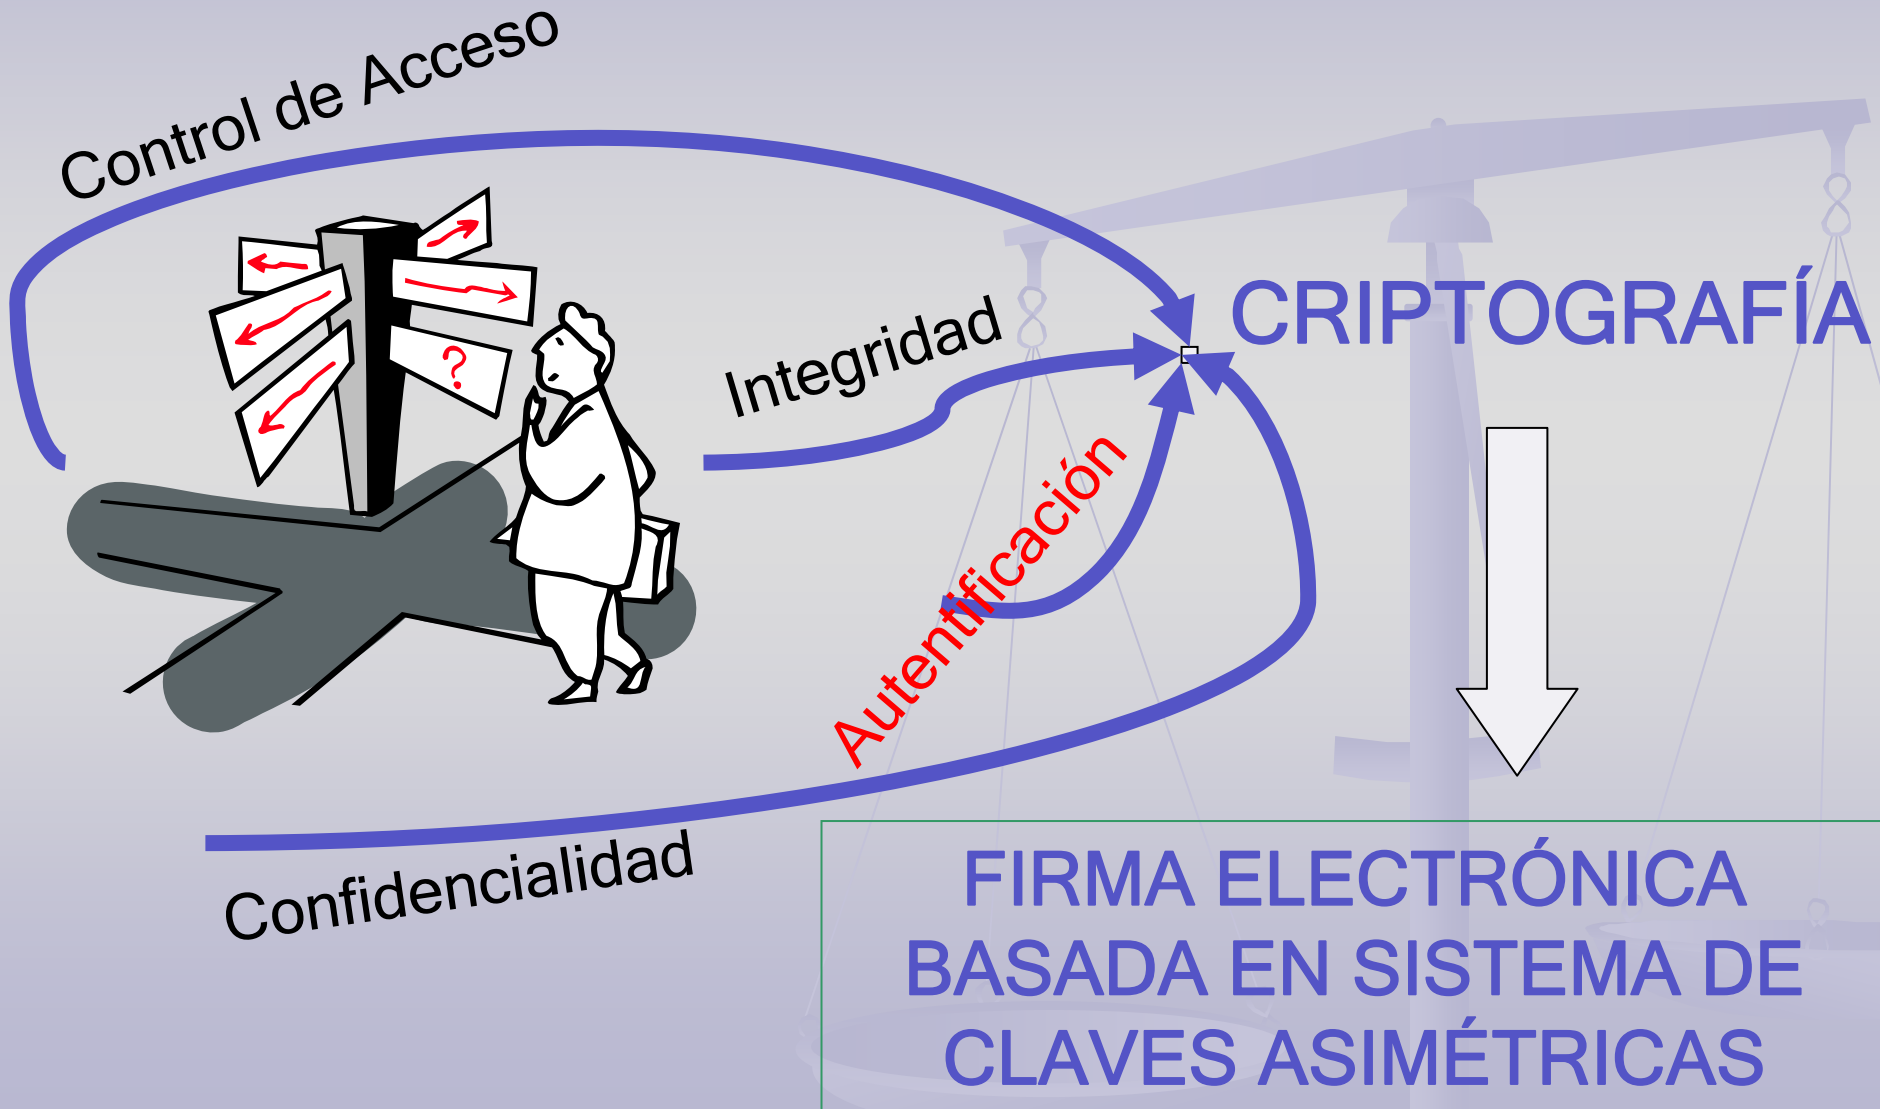 Control de Acceso
?
Integridad
CRIPTOGRAFÍA
Autentificación
Confidencialidad
FIRMA ELECTRÓNICA
BASADA EN SISTEMA DE
CLAVES ASIMÉTRICAS